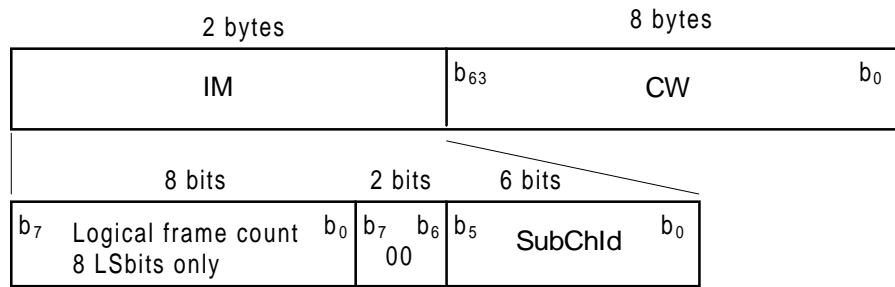 2 bytes 8 bytes
IM b63 CW b0
8 bits 2 bits 6 bits
b7 Logical frame count b0 b7 b6 b5 SubChId b0
8 LSbits only 00